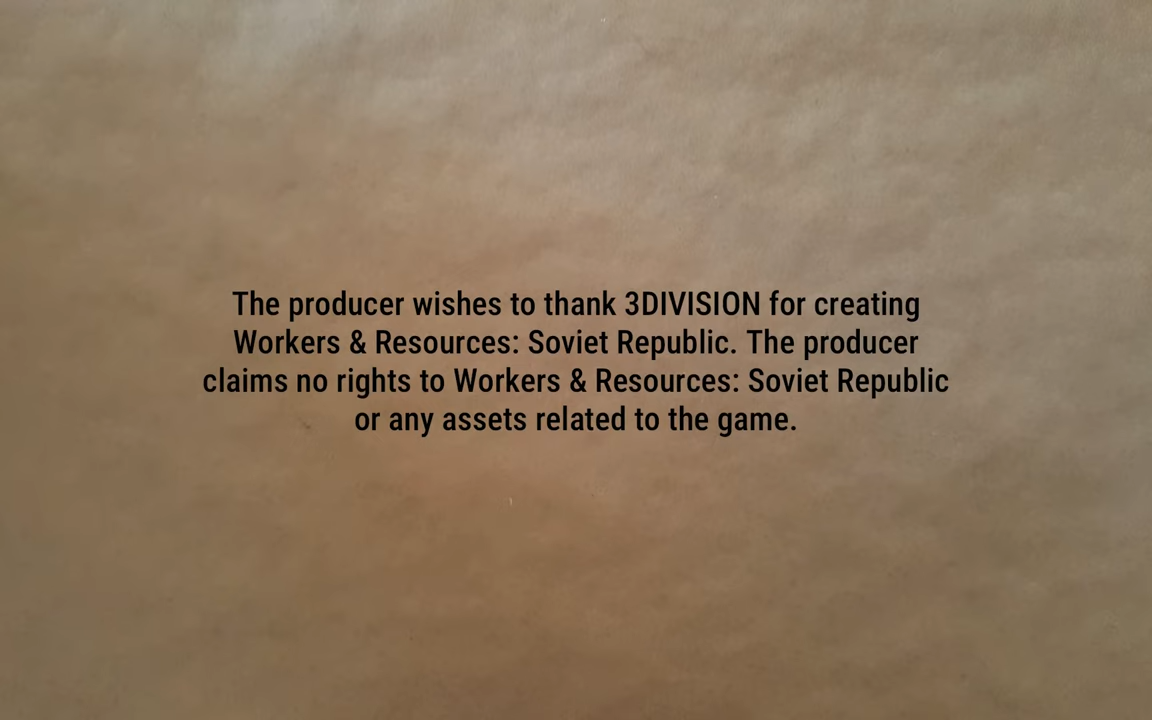 The producer wishes to thank 3DIVISION for creating
Workers & Resources: Soviet Republic. The producer
claims no rights to Workers & Resources: Soviet Republic
or any assets related to the game.